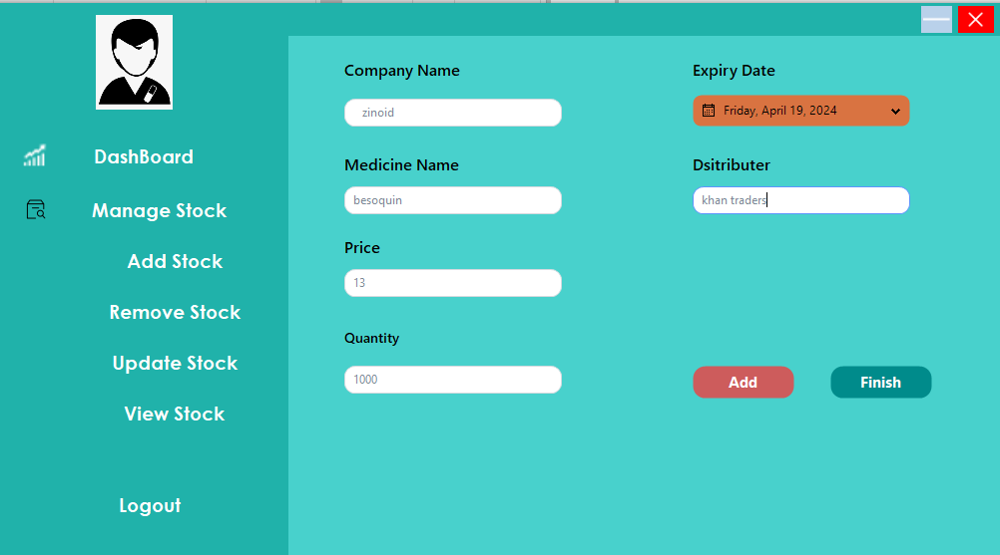 DashBoard
Manage Stock
Add Stock
Remove Stock
Update Stock
View Stock
Logout
Company Name
zinoid
Medicine Name
besoquin
Price
13
Quantity
1000
Expiry Date
Friday, April 19, 2024
Dsitributer
khan traders
Add
Finish